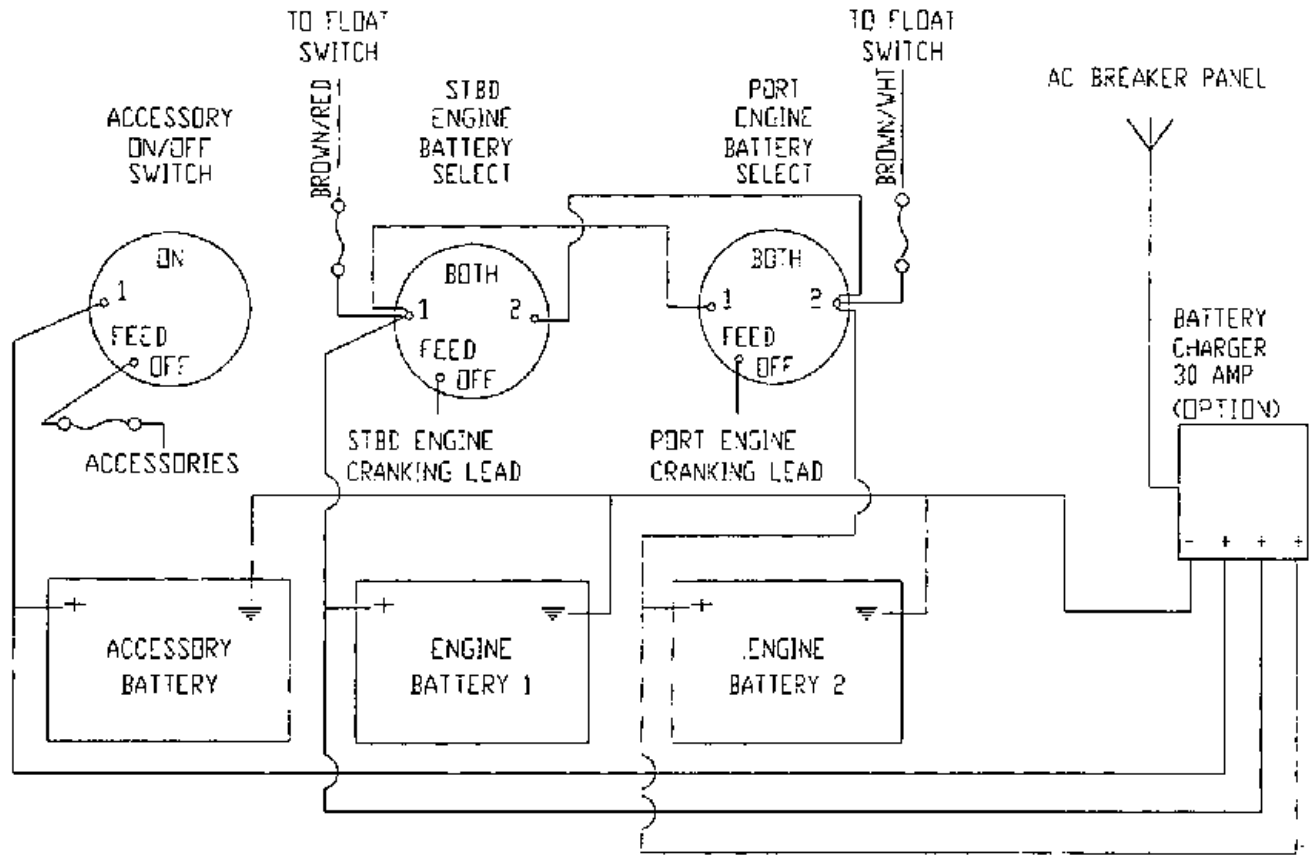 TO FLOAT
SWITCH
BROWN/RED
TO FLOAT
SWITCH
BROWN/WHT
AC BREAKER PANEL
ACCESSORY
ON/OFF
SWITCH
STBD
ENGINE
BATTERY
SELECT
PORT
ENGINE
BATTERY
SELECT
ON
1
FEED
OFF
ACCESSORIES
BOTH
1 2
FEED
OFF
STBD ENGINE
CRANKING LEAD
BOTH
1 2
FEED
OFF
PORT ENGINE
CRANKING LEAD
BATTERY
CHARGER
30 AMP
(OPTION)
- + + +
+
ACCESSORY
BATTERY
+
ENGINE
BATTERY 1
+
ENGINE
BATTERY 2